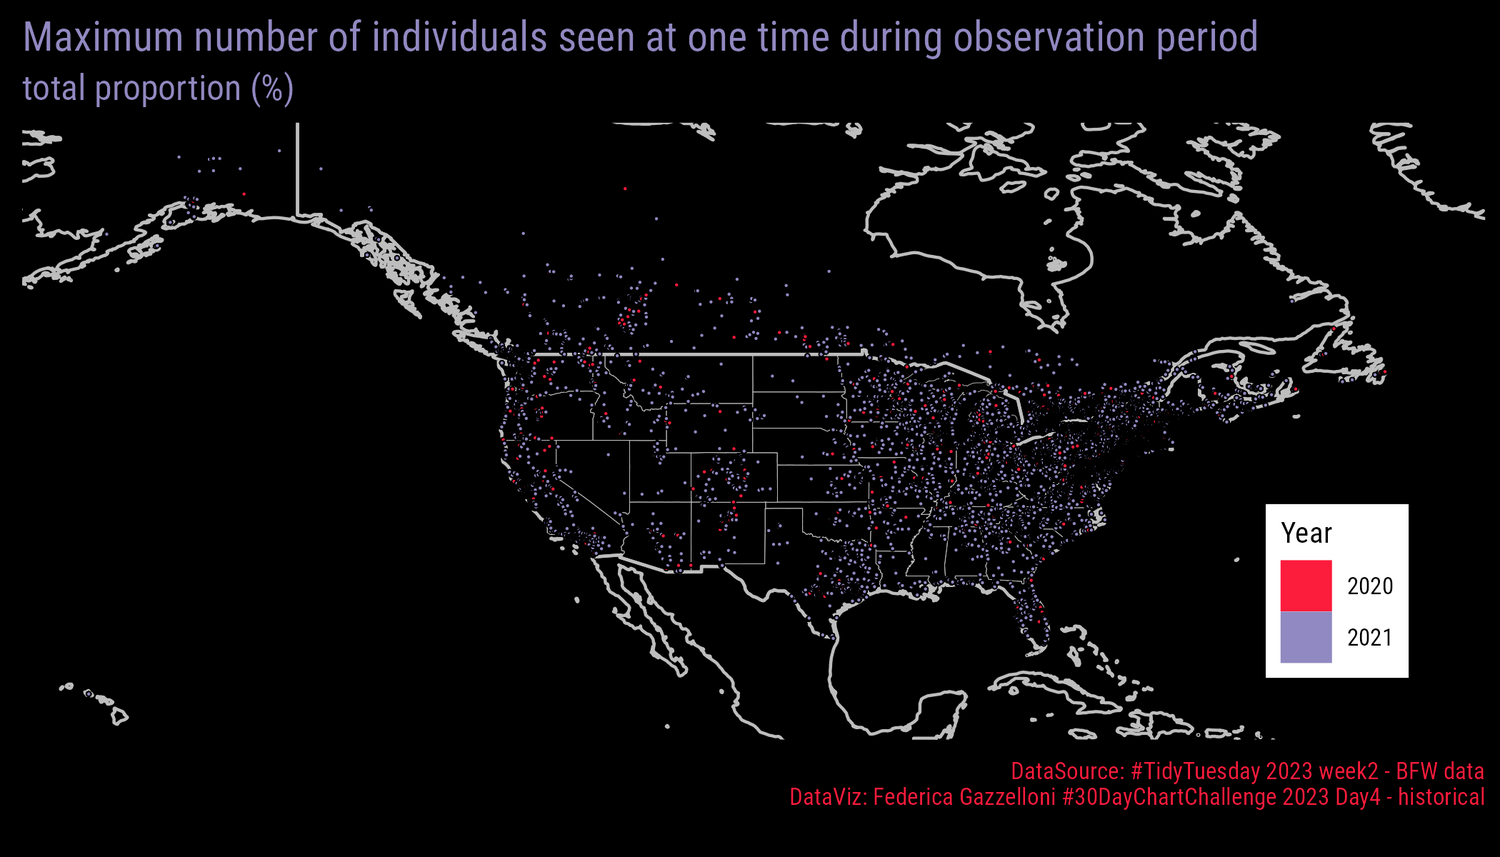 Maximum number of individuals seen at one time during observation period
total proportion (%)
Year
2020
2021
DataSource: #TidyTuesday 2023 week2 - BFW data
DataViz: Federica Gazzelloni #30DayChartChallenge 2023 Day4 - historical